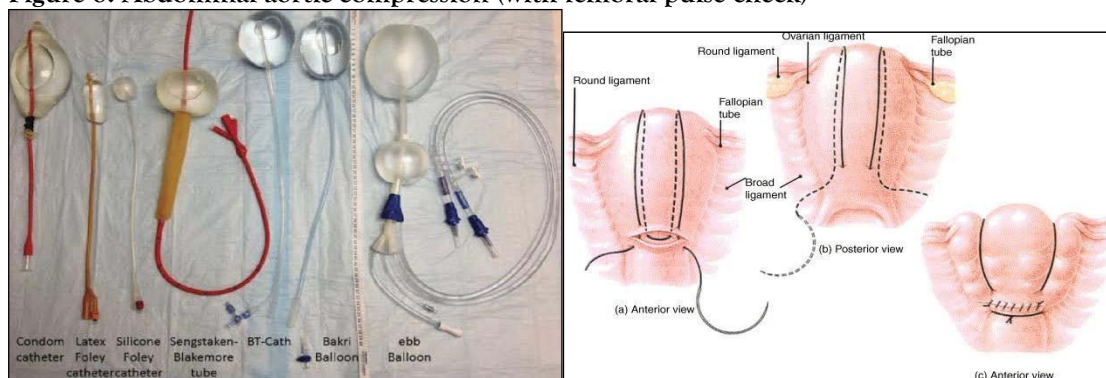 Figure 6: Abdominal aortic compression (with femoral pulse check)
Condom
catheter
Latex
Foley
catheter
Silicone
Foley
catheter
Sengstaken-
Blakemore
tube
BT-Cath
Bakri
Balloon
ebb
Balloon
Round ligament
Fallopian
tube
(a) Anterior view
Round ligament
Ovarian ligament
Fallopian
tube
Broad
ligament
(b) Posterior view
(c) Anterior view